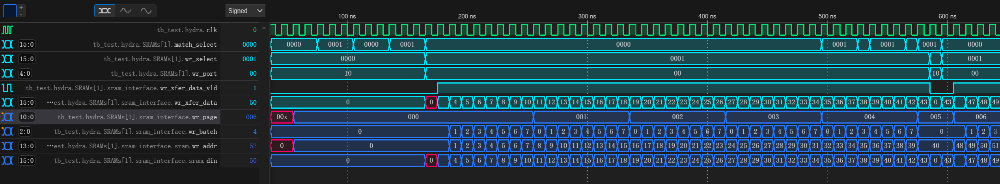 +
-
Signed
100 ns 200 ns 300 ns 400 ns 500 ns 600 ns
tb_test.hydra.clk 0
15:0 tb_test.hydra.SRAMs[1].match_select 0000 0000 0001 0000 0001 0000 0001 0001 0001 0000
15:0 tb_test.hydra.SRAMs[1].wr_select 0001 0000 0001 0001
4:0 tb_test.hydra.SRAMs[1].wr_port 00 10 00 10 00
tb_test.hydra.SRAMs[1].sram_interface.wr_xfer_data_vld 1
15:0 ···est.hydra.SRAMs[1].sram_interface.wr_xfer_data 50 0 0 4 5 6 7 8 9 10 11 12 13 14 15 16 17 18 19 20 21 22 23 24 25 26 27 28 29 30 31 32 33 34 35 36 37 38 39 40 41 42 43 0 43 47 48 49
10:0 tb_test.hydra.SRAMs[1].sram_interface.wr_page 006 00x 000 001 002 003 004 005 006
2:0 tb_test.hydra.SRAMs[1].sram_interface.wr_batch 4 0 1 2 3 4 5 6 7 0 1 2 3 4 5 6 7 0 1 2 3 4 5 6 7 0 1 2 3 4 5 6 7 0 1 2 3 4 5 6 7 0 1 2 3
13:0 ···est.hydra.SRAMs[1].sram_interface.sram.wr_addr 52 0 0 1 2 3 4 5 6 7 8 9 10 11 12 13 14 15 16 17 18 19 20 21 22 23 24 25 26 27 28 29 30 31 32 33 34 35 36 37 38 39 40 48 49 50 51
15:0 tb_test.hydra.SRAMs[1].sram_interface.sram.din 50 0 0 4 5 6 7 8 9 10 11 12 13 14 15 16 17 18 19 20 21 22 23 24 25 26 27 28 29 30 31 32 33 34 35 36 37 38 39 40 41 42 43 0 43 47 48 49